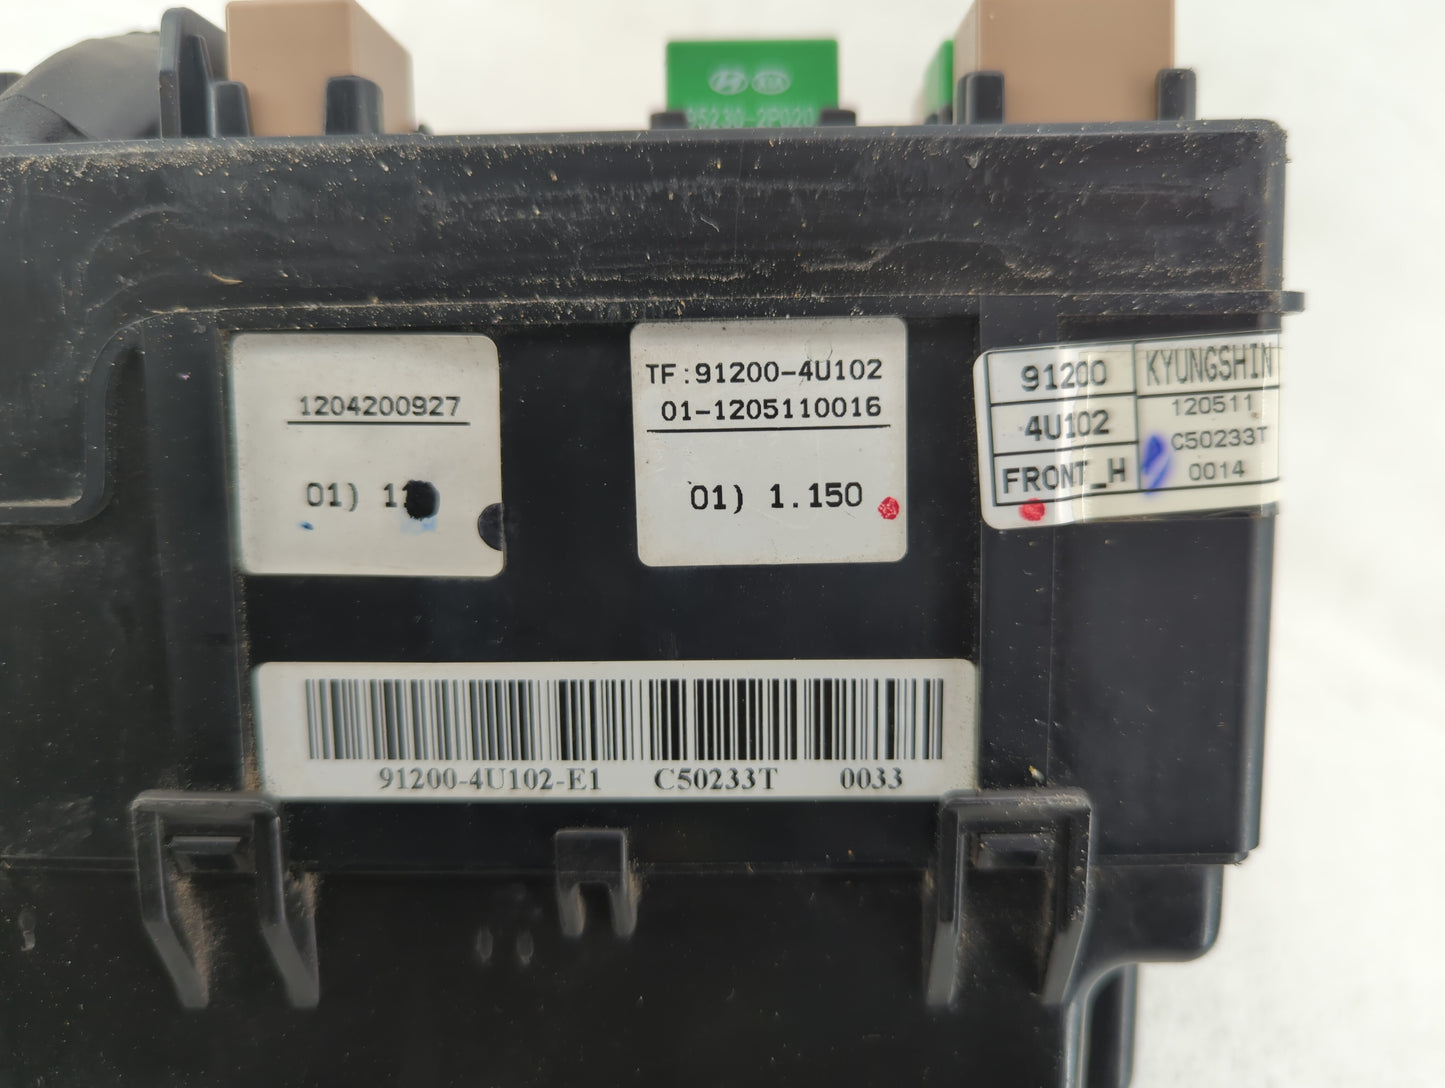 KIA
95230-2P020
1204200927
01) 1
TF:91200-4U102
01-1205110016
01) 1.150
91200
4U102
FRONT_H
KYUNGSHIN
120511
C50233T
0014
91200-4U102-E1 C50233T 0033